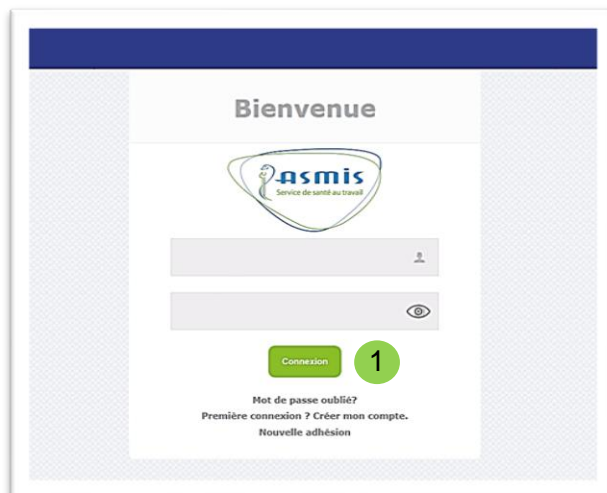 Bienvenue
asmis
Service de santé au travail
Connexion 1
Mot de passe oublié?
Première connexion ? Créer mon compte.
Nouvelle adhésion